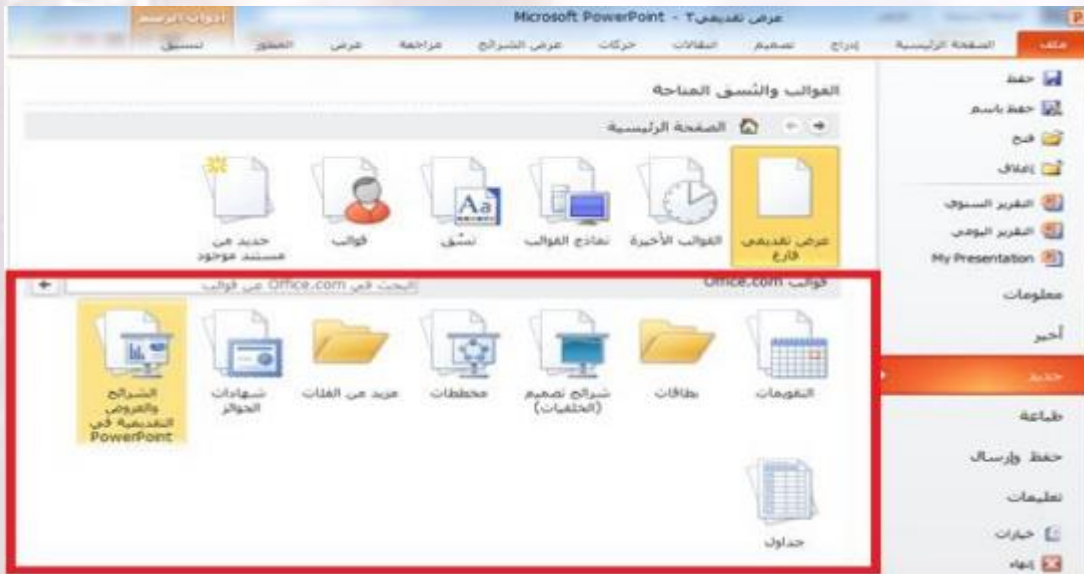 عرض تقديمي٢ - Microsoft PowerPoint
أدوات الرسم
ملف
الصفحة الرئيسية
إدراج
تصميم
انتقالات
حركات
عرض الشرائح
مراجعة
عرض
المطور
تنسيق
حفظ
حفظ باسم
فتح
إغلاق
التقرير السنوي
التقرير اليومي
My Presentation
معلومات
أخير
جديد
طباعة
حفظ وإرسال
تعليمات
خيارات
إنهاء
القوالب والنُسق المتاحة
الصفحة الرئيسية
عرض تقديمي
فارغ
القوالب الأخيرة
نماذج القوالب
نسُق
قوالب
جديد من
مستند موجود
قوالب Office.com
البحث في Office.com عن قوالب
التقويمات
بطاقات
شرائح تصميم
(الخلفيات)
مخططات
مزيد من الفئات
شهادات
الجوائز
الشرائح
والعروض
التقديمية في
PowerPoint
جداول